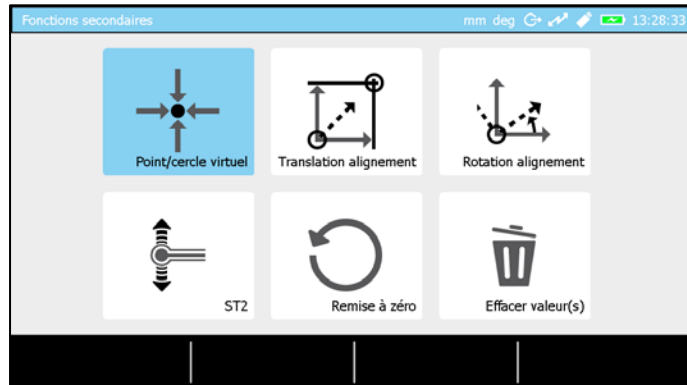 Fonctions secondaires mm deg 13:28:33
Point/cercle virtuel
Translation alignement
Rotation alignement
ST2
Remise à zéro
Effacer valeur(s)